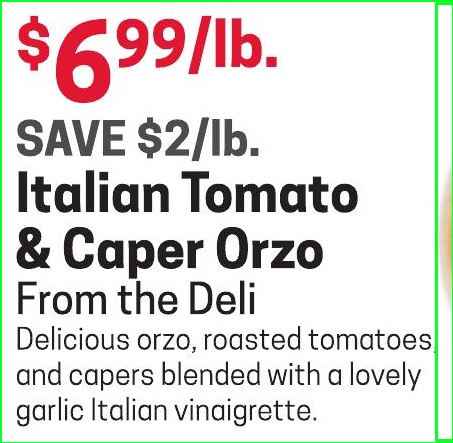 $6.99/lb.
SAVE $2/lb.
Italian Tomato
& Caper Orzo
From the Deli
Delicious orzo, roasted tomatoes,
and capers blended with a lovely
garlic Italian vinaigrette.